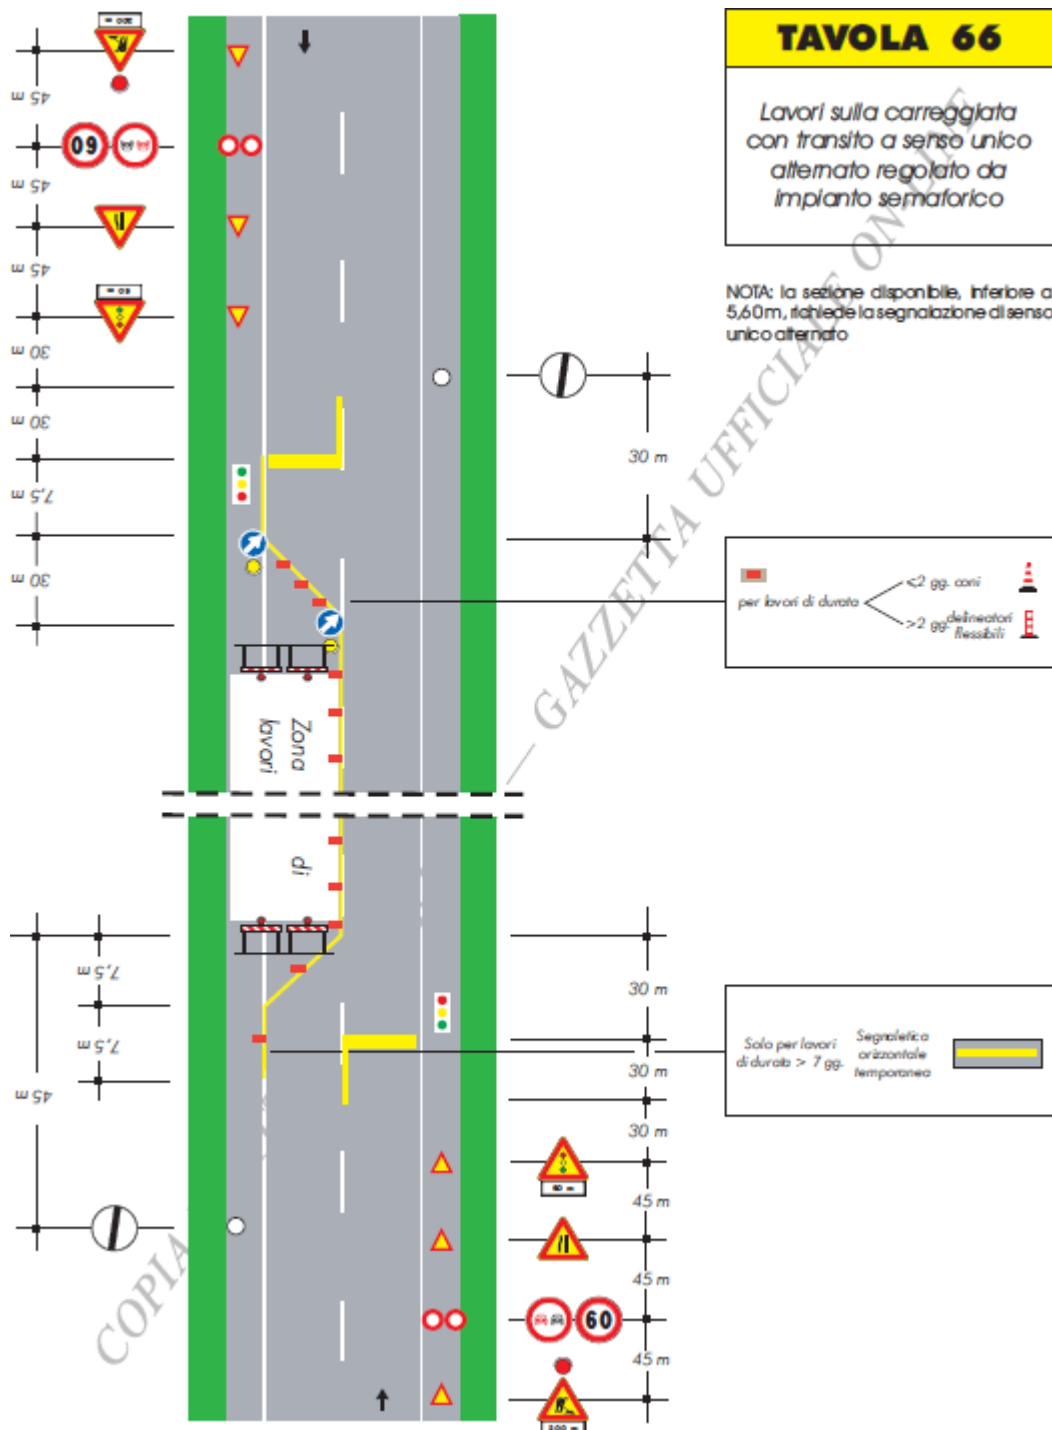 TAVOLA 66
Lavori sulla carreggiata
con transito a senso unico
alternato regolato da
impianto semaforico
NOTA: la sezione disponibile, inferiore a
5,60m, richiede la segnalazione di senso
unico alternato
45 m
60
45 m
45 m
30 m
30 m
7,5 m
30 m
30 m
per lavori di durata
<2 gg. coni
>2 gg. delineatori
flessibili
Zona
lavori
di
7,5 m
7,5 m
45 m
30 m
30 m
30 m
60 m
45 m
45 m
60
45 m
Solo per lavori
di durata > 7 gg.
Segnaletica
orizzontale
temporanea
COPIA
— GAZZETTA UFFICIALE ON-LINE